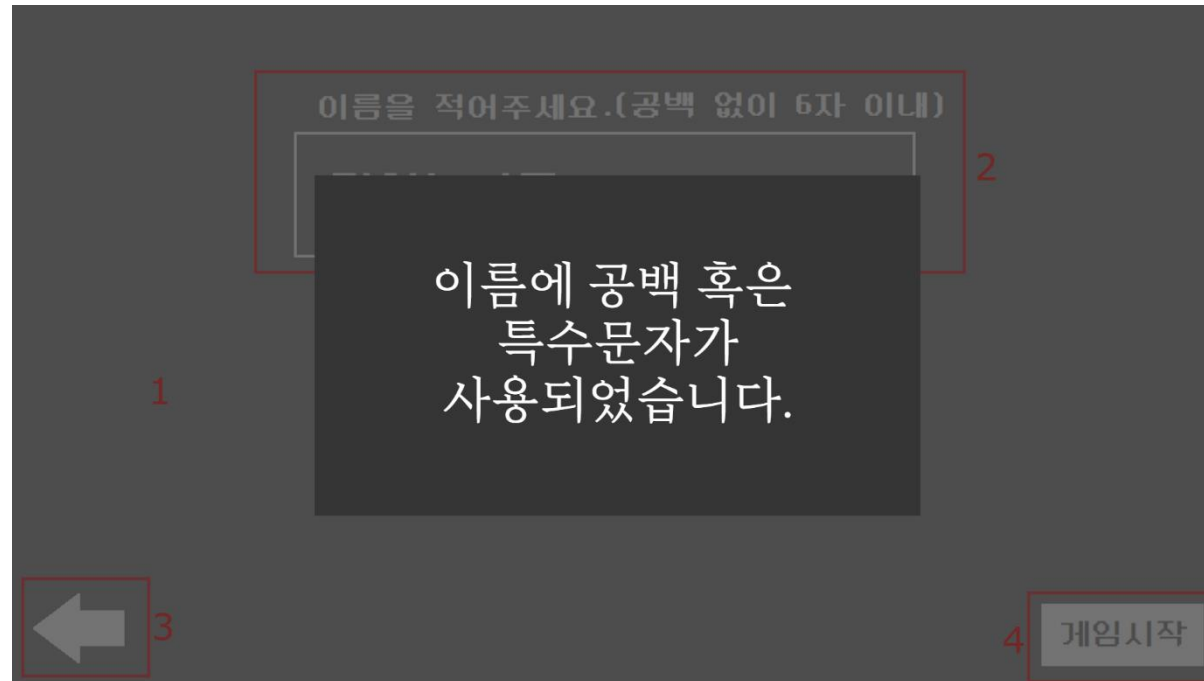 이름을 적어주세요.(공백 없이 6자 이내)
2
이름에 공백 혹은
특수문자가
사용되었습니다.
1
3
4
게임시작